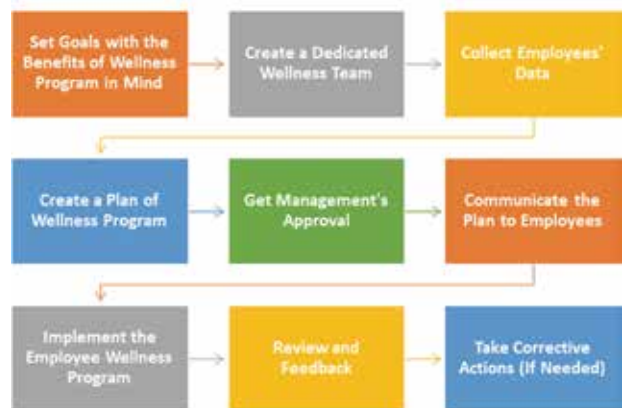 Set Goals with the
Benefits of Wellness
Program in Mind
Create a Dedicated
Wellness Team
Collect Employees'
Data
Create a Plan of
Wellness Program
Get Management's
Approval
Communicate the
Plan to Employees
Implement the
Employee Wellness
Program
Review and
Feedback
Take Corrective
Actions (If Needed)